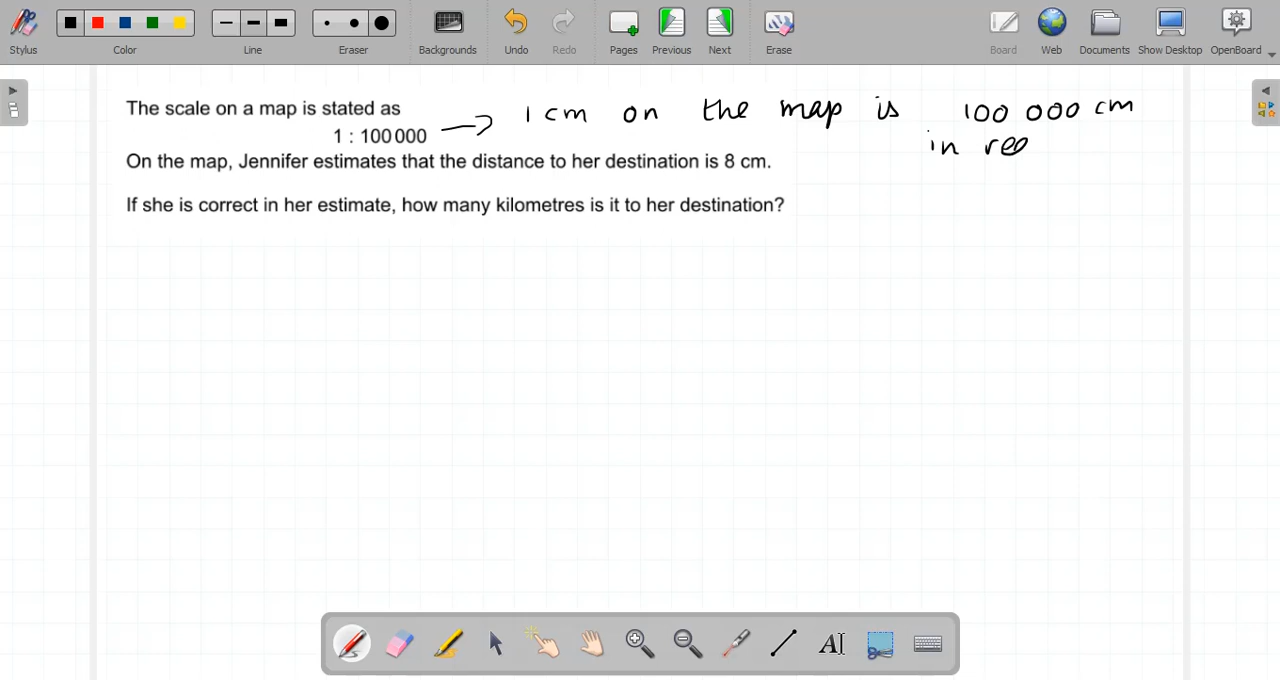 Stylus
Color
Line
Eraser
Backgrounds
Undo
Redo
Pages
Previous
Next
Erase
Board
Web
Documents
Show Desktop
OpenBoard
The scale on a map is stated as
1 : 100 000
1 cm on the map is 100 000 cm
in rea
On the map, Jennifer estimates that the distance to her destination is 8 cm.
If she is correct in her estimate, how many kilometres is it to her destination?